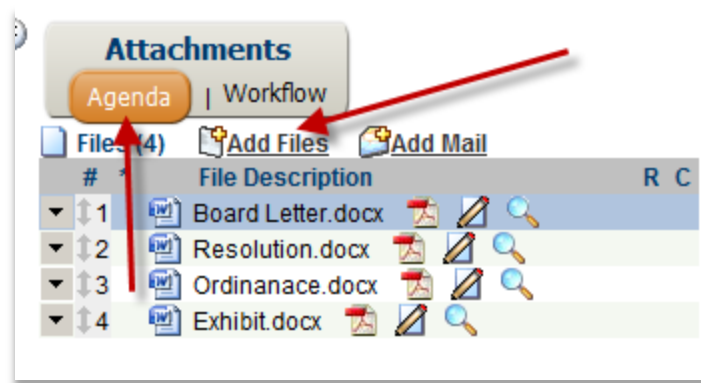 Attachments
Agenda | Workflow
Files (4) Add Files Add Mail
# * File Description R C
1 Board Letter.docx
2 Resolution.docx
3 Ordinanace.docx
4 Exhibit.docx